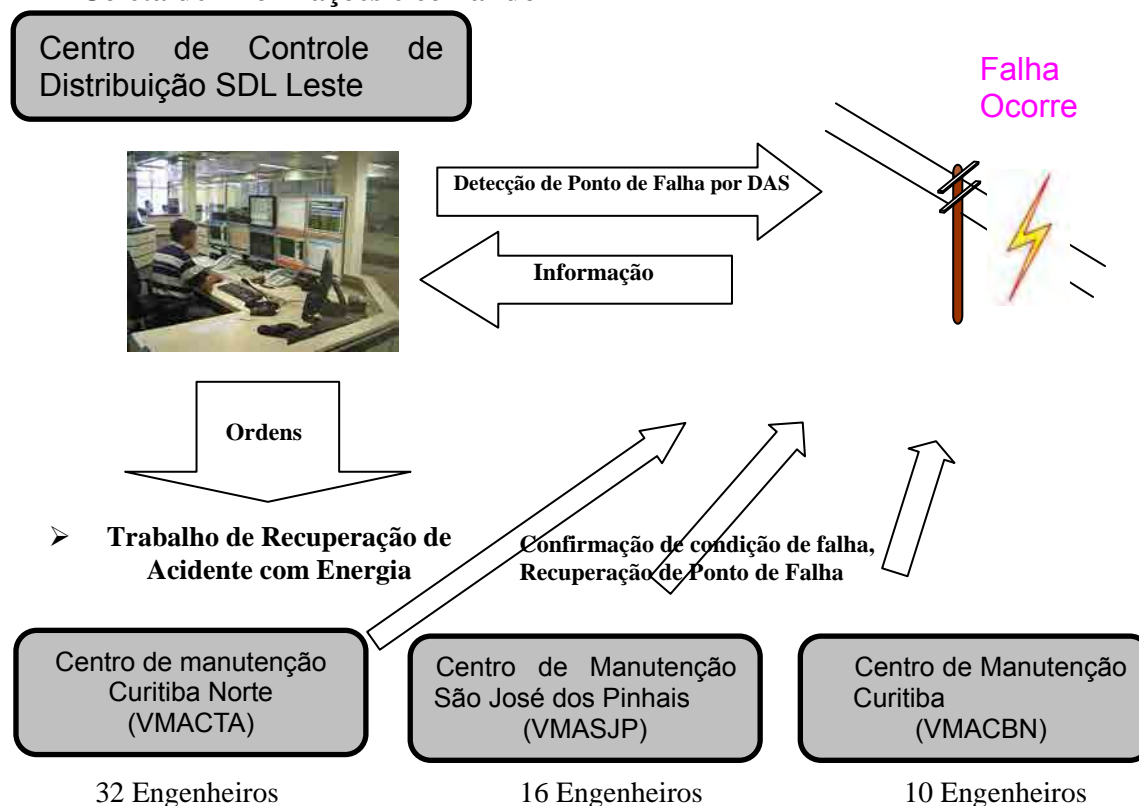 Centro de Controle de
Distribuição SDL Leste
Falha
Ocorre
Detecção de Ponto de Falha por DAS
Informação
Ordens
➢ Trabalho de Recuperação de
Acidente com Energia
Confirmação de condição de falha,
Recuperação de Ponto de Falha
Centro de manutenção
Curitiba Norte
(VMACTA)
Centro de Manutenção
São José dos Pinhais
(VMASJP)
Centro de Manutenção
Curitiba
(VMACBN)
32 Engenheiros
16 Engenheiros
10 Engenheiros